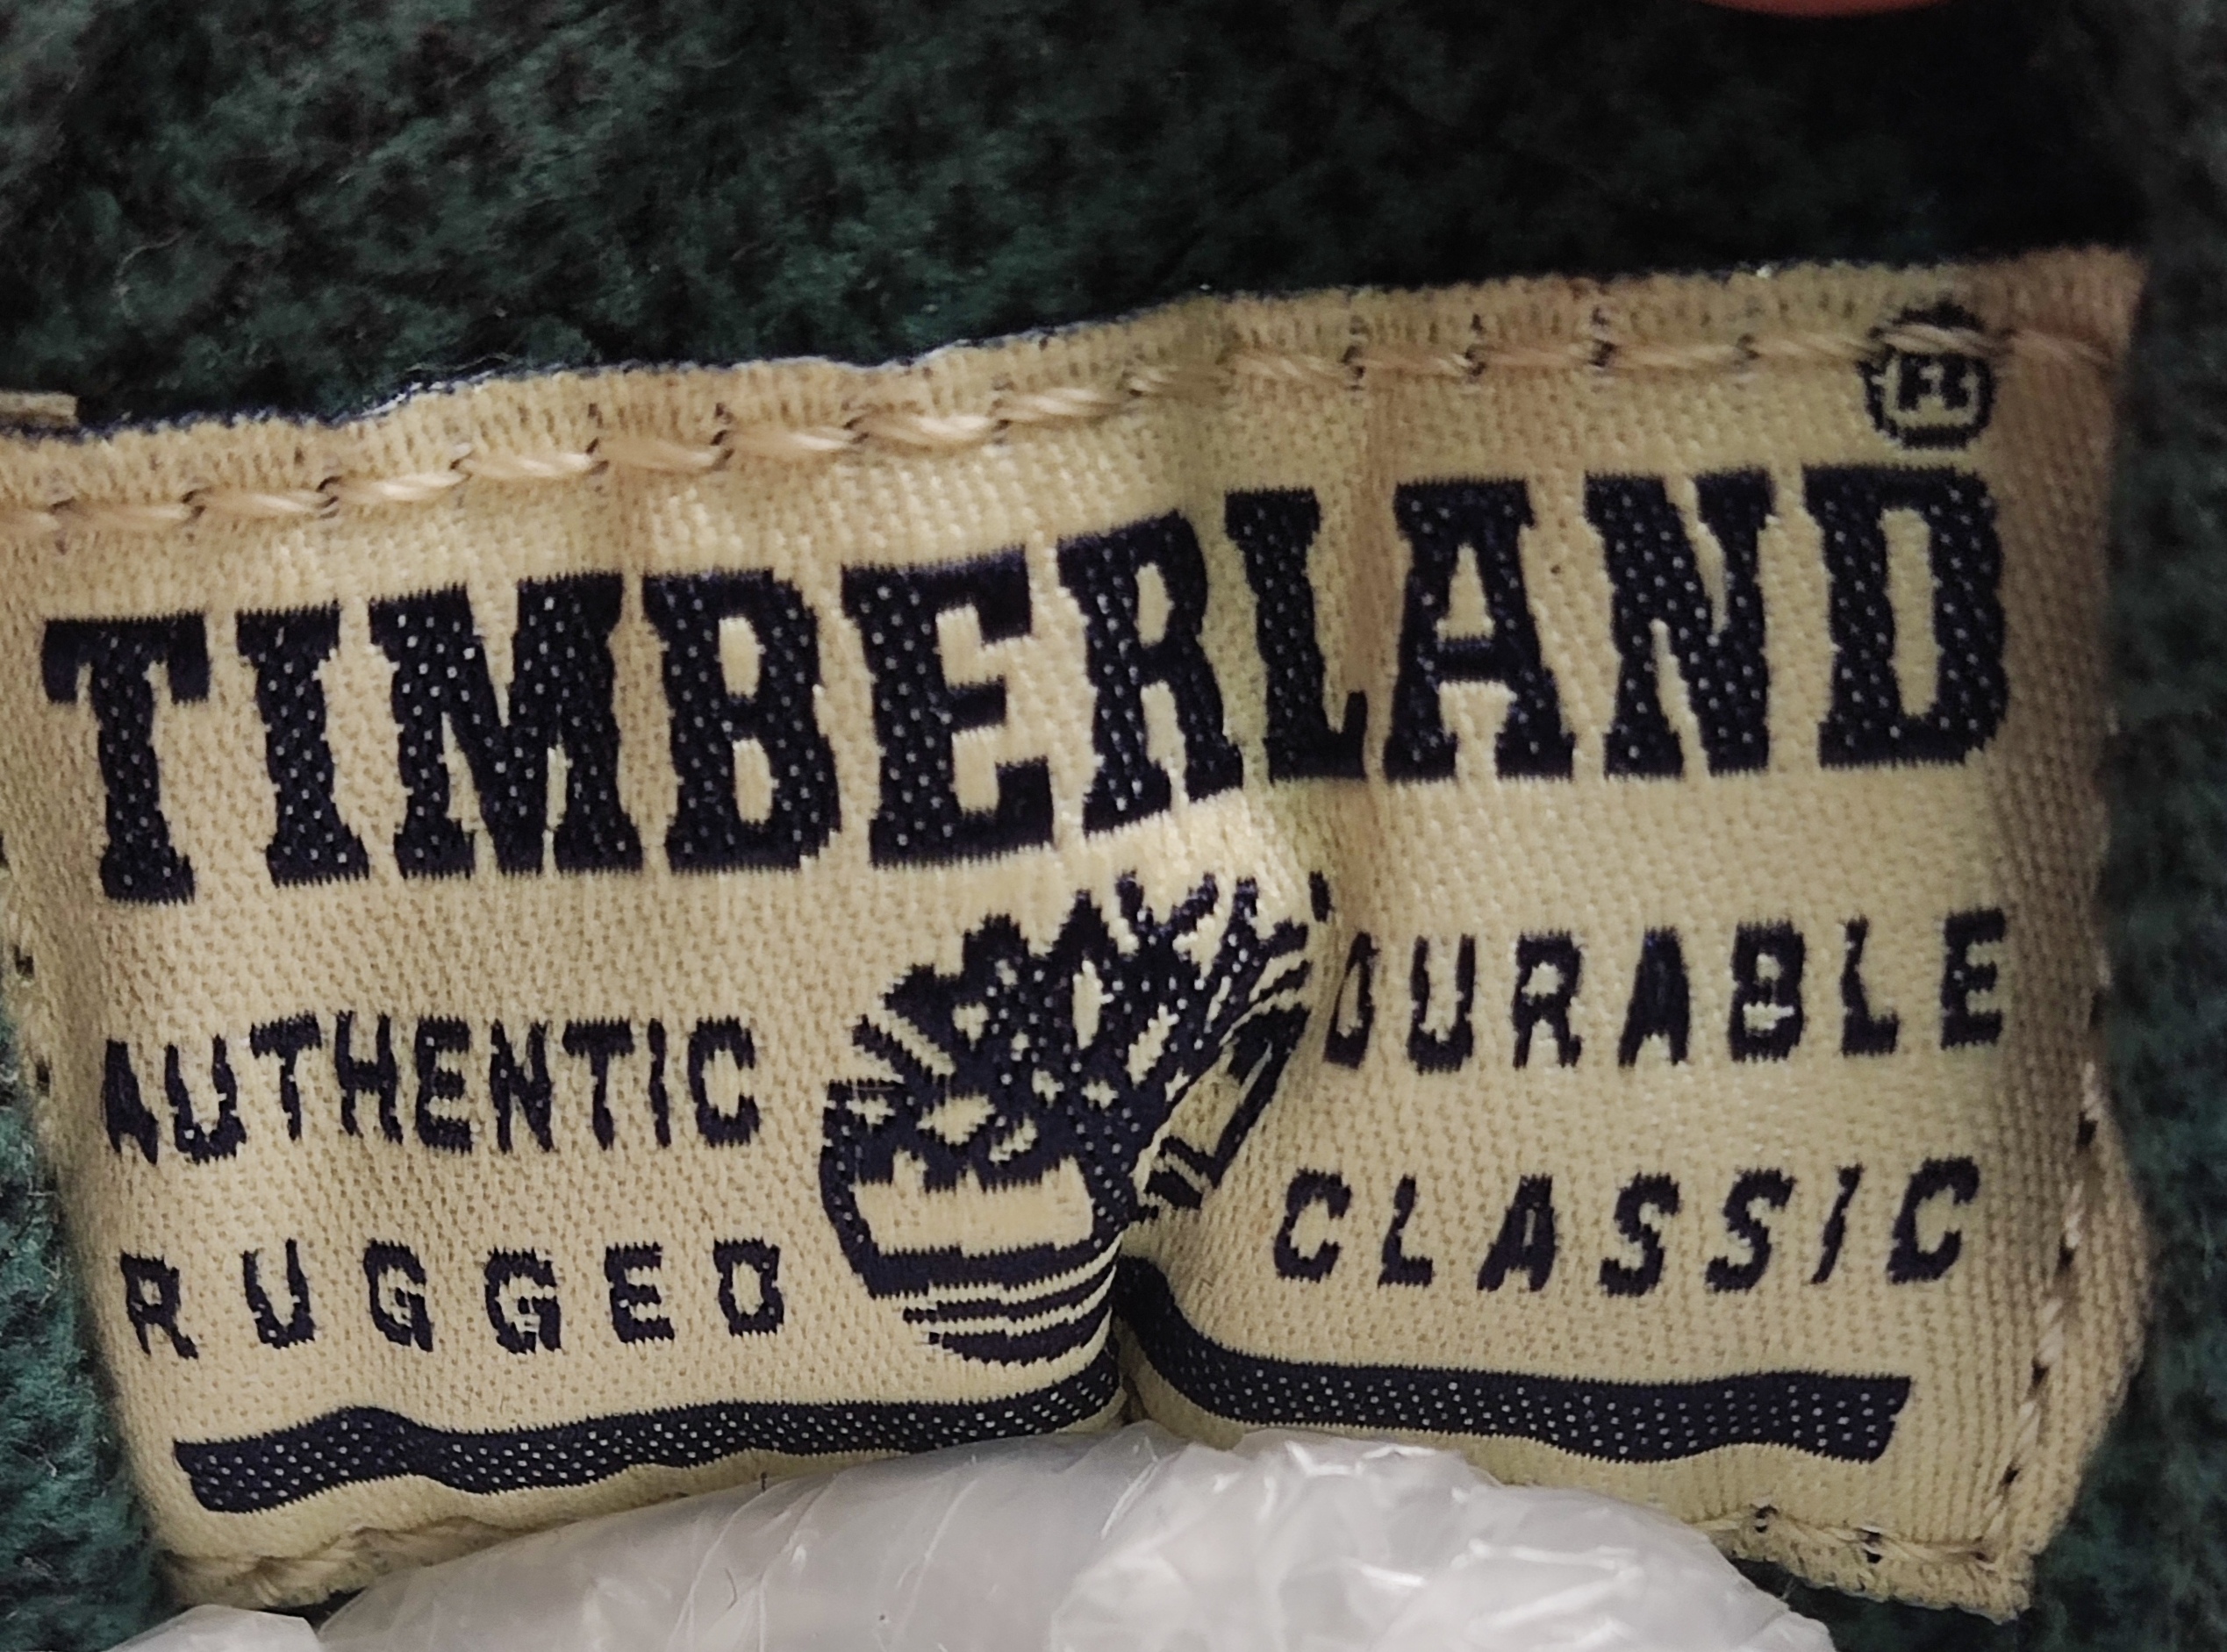 ®
TIMBERLAND
AUTHENTIC DURABLE
RUGGED CLASSIC